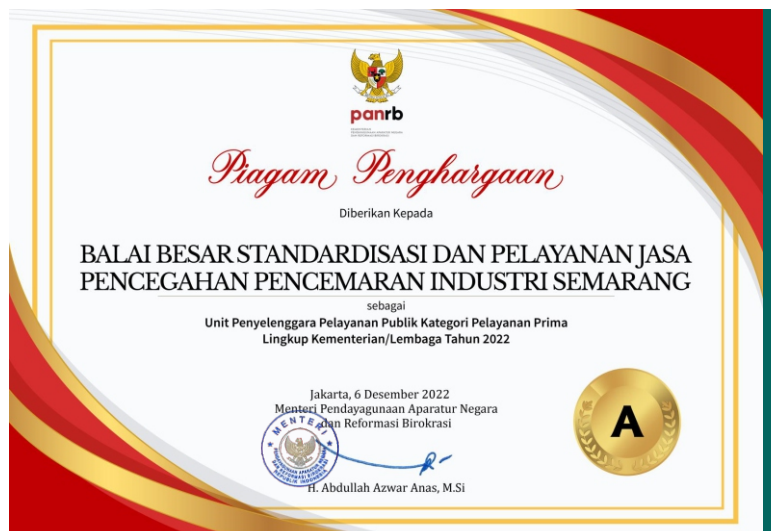 panrb
Piagam Penghargaan
Diberikan Kepada
BALAI BESAR STANDARDISASI DAN PELAYANAN JASA
PENCEGAHAN PENCEMARAN INDUSTRI SEMARANG
sebagai
Unit Penyelenggara Pelayanan Publik Kategori Pelayanan Prima
Lingkup Kementerian/Lembaga Tahun 2022
Jakarta, 6 Desember 2022
Menteri Pendayagunaan Aparatur Negara
dan Reformasi Birokrasi
MENTERI
REPUBLIK INDONESIA
H. Abdullah Azwar Anas, M.Si
A